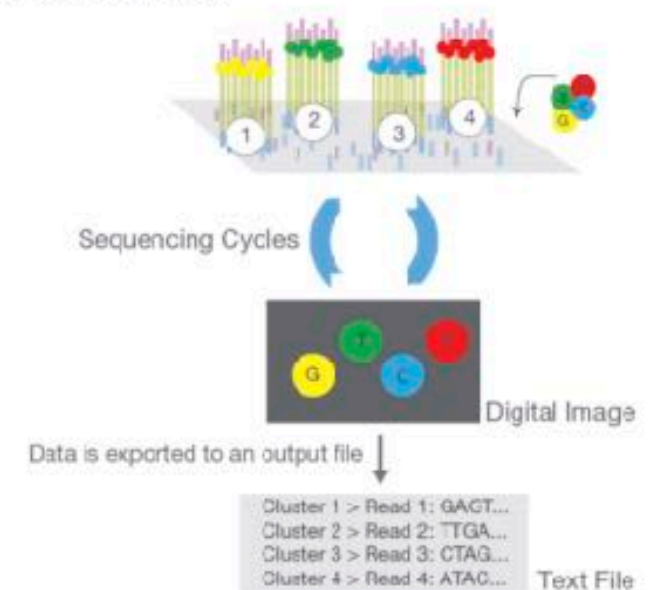 1
2
3
4
G
Sequencing Cycles
G
C
Digital Image
Data is exported to an output file
Cluster 1 > Read 1: GAGT...
Cluster 2 > Read 2: TTGA...
Cluster 3 > Read 3: CTAG...
Cluster 4 > Read 4: ATAC...
Text File